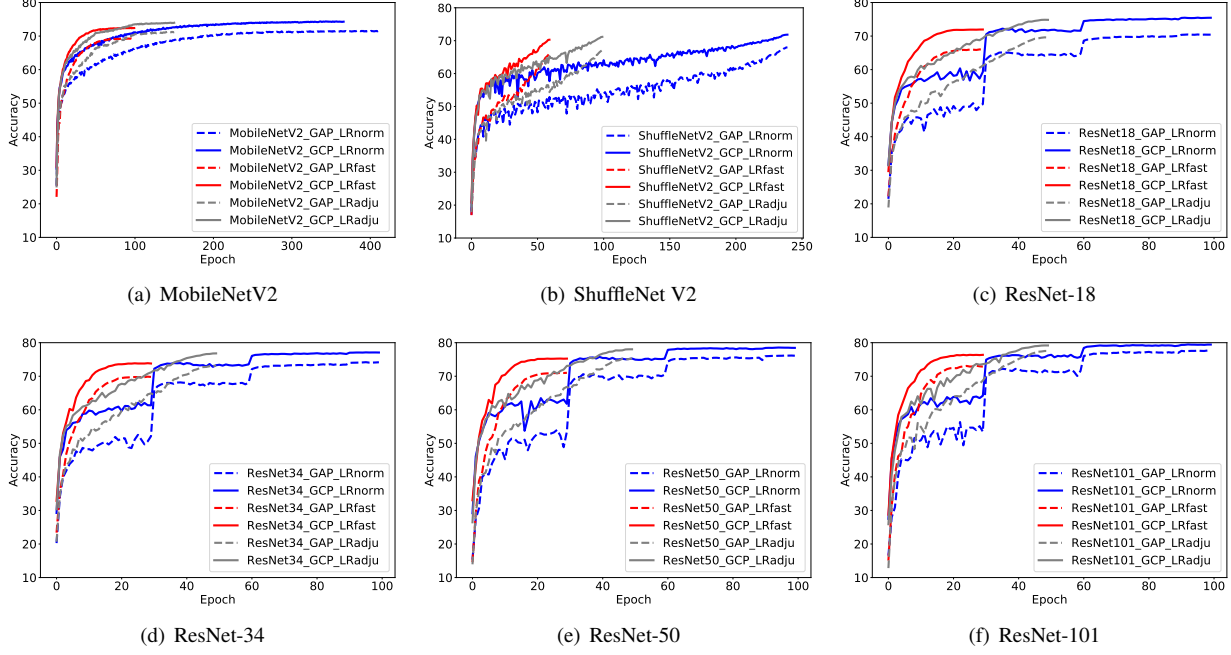 80
70
60
50
40
30
20
10
Accuracy
MobileNetV2_GAP_LRnorm
MobileNetV2_GCP_LRnorm
MobileNetV2_GAP_LRfast
MobileNetV2_GCP_LRfast
MobileNetV2_GAP_LRadju
MobileNetV2_GCP_LRadju
0 100 200 300 400
Epoch
(a) MobileNetV2
80
70
60
50
40
30
20
10
Accuracy
ShuffleNetV2_GAP_LRnorm
ShuffleNetV2_GCP_LRnorm
ShuffleNetV2_GAP_LRfast
ShuffleNetV2_GCP_LRfast
ShuffleNetV2_GAP_LRadju
ShuffleNetV2_GCP_LRadju
0 50 100 150 200 250
Epoch
(b) ShuffleNet V2
80
70
60
50
40
30
20
10
Accuracy
ResNet18_GAP_LRnorm
ResNet18_GCP_LRnorm
ResNet18_GAP_LRfast
ResNet18_GCP_LRfast
ResNet18_GAP_LRadju
ResNet18_GCP_LRadju
0 20 40 60 80 100
Epoch
(c) ResNet-18
80
70
60
50
40
30
20
10
Accuracy
ResNet34_GAP_LRnorm
ResNet34_GCP_LRnorm
ResNet34_GAP_LRfast
ResNet34_GCP_LRfast
ResNet34_GAP_LRadju
ResNet34_GCP_LRadju
0 20 40 60 80 100
Epoch
(d) ResNet-34
80
70
60
50
40
30
20
10
Accuracy
ResNet50_GAP_LRnorm
ResNet50_GCP_LRnorm
ResNet50_GAP_LRfast
ResNet50_GCP_LRfast
ResNet50_GAP_LRadju
ResNet50_GCP_LRadju
0 20 40 60 80 100
Epoch
(e) ResNet-50
80
70
60
50
40
30
20
10
Accuracy
ResNet101_GAP_LRnorm
ResNet101_GCP_LRnorm
ResNet101_GAP_LRfast
ResNet101_GCP_LRfast
ResNet101_GAP_LRadju
ResNet101_GCP_LRadju
0 20 40 60 80 100
Epoch
(f) ResNet-101